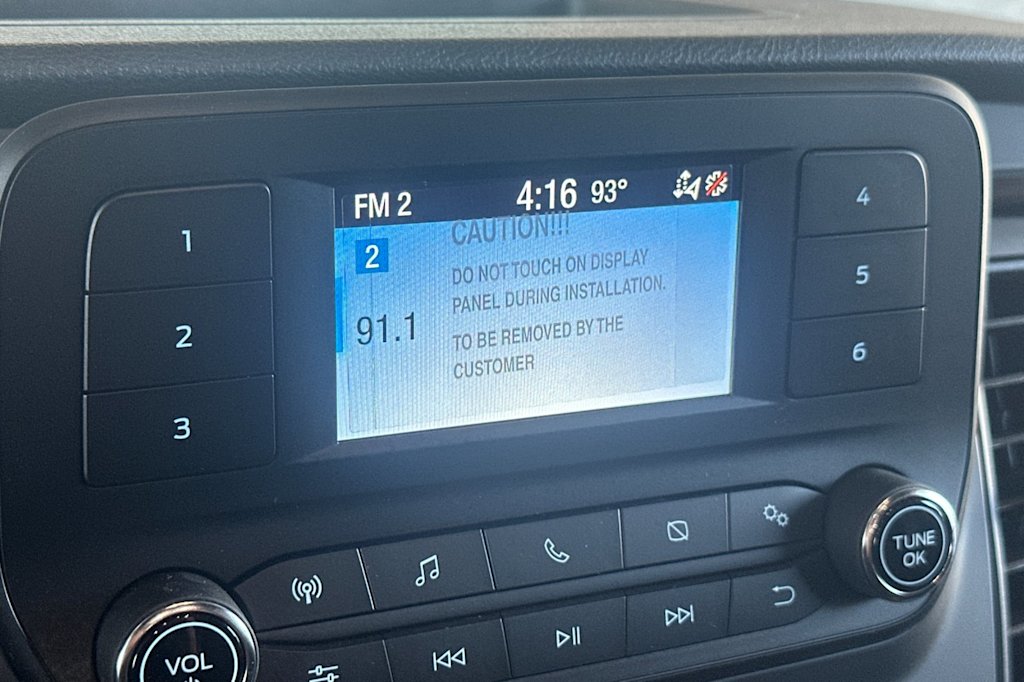 FM 2 4:16 93°
2
91.1
CAUTION!!!
DO NOT TOUCH ON DISPLAY
PANEL DURING INSTALLATION.
TO BE REMOVED BY THE
CUSTOMER
1
2
3
4
5
6
VOL
TUNE
OK